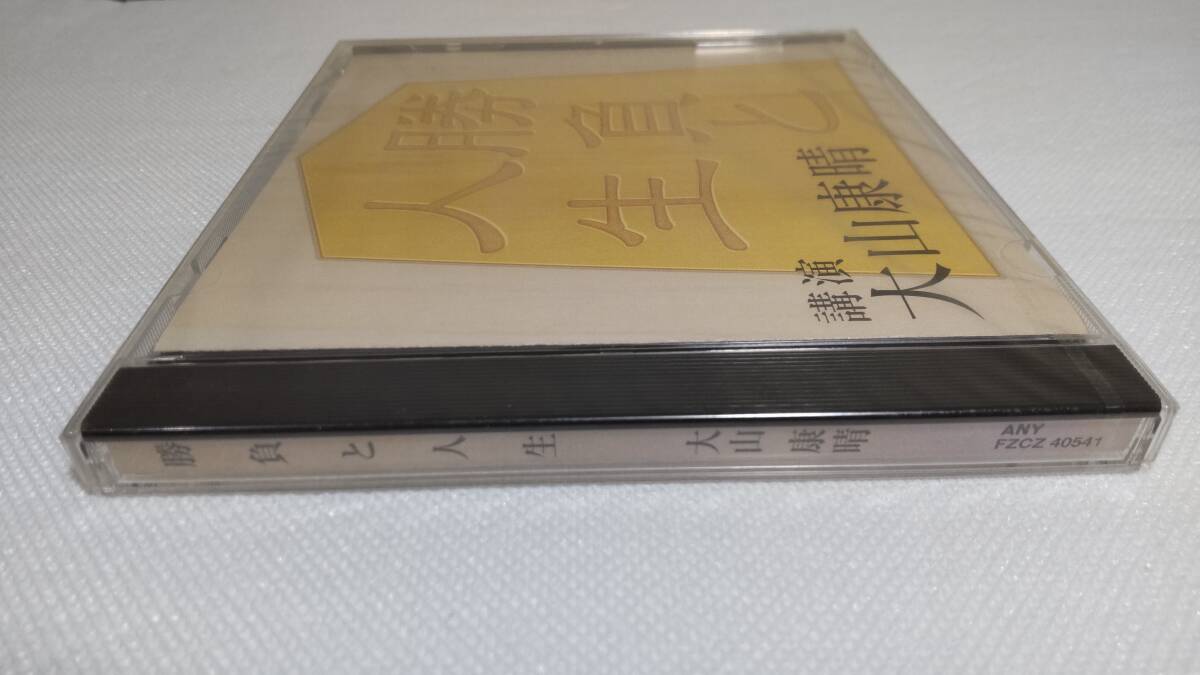 勝負と
人生
講演
大山康晴
勝負と人生 大山康晴
ANY
FZCZ 40541